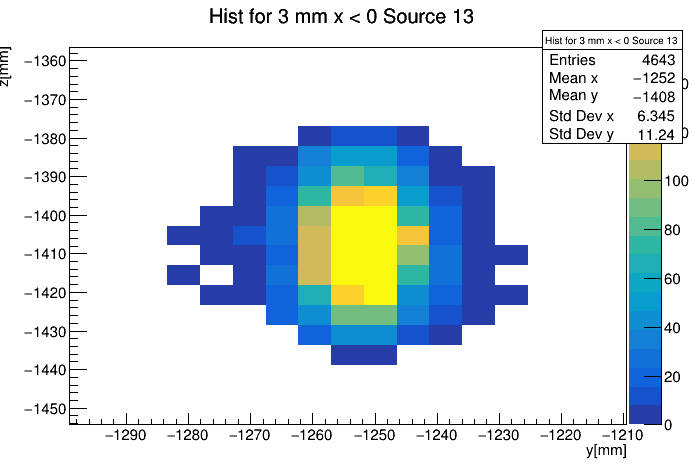 Hist for 3 mm x < 0 Source 13
z[mm]
Hist for 3 mm x < 0 Source 13
Entries 4643
Mean x −1252
Mean y −1408
Std Dev x 6.345
Std Dev y 11.24
−1360
−1370
−1380
−1390
−1400
−1410
−1420
−1430
−1440
−1450
100
80
60
40
20
0
−1290 −1280 −1270 −1260 −1250 −1240 −1230 −1220 −1210
y[mm]